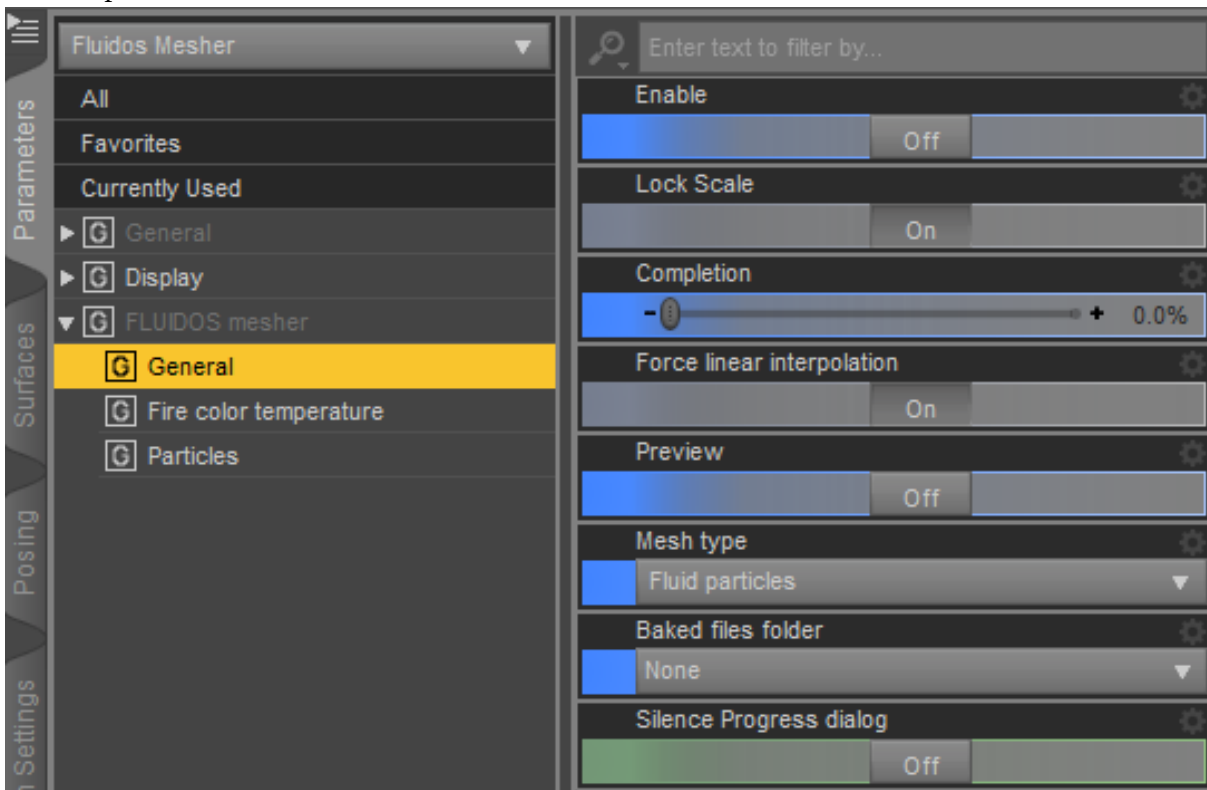 Parameters
Surfaces
Posing
Settings
Fluidos Mesher
All
Favorites
Currently Used
G General
G Display
G FLUIDOS mesher
G General
G Fire color temperature
G Particles
Enter text to filter by...
Enable
Off
Lock Scale
On
Completion
- + 0.0%
Force linear interpolation
On
Preview
Off
Mesh type
Fluid particles
Baked files folder
None
Silence Progress dialog
Off